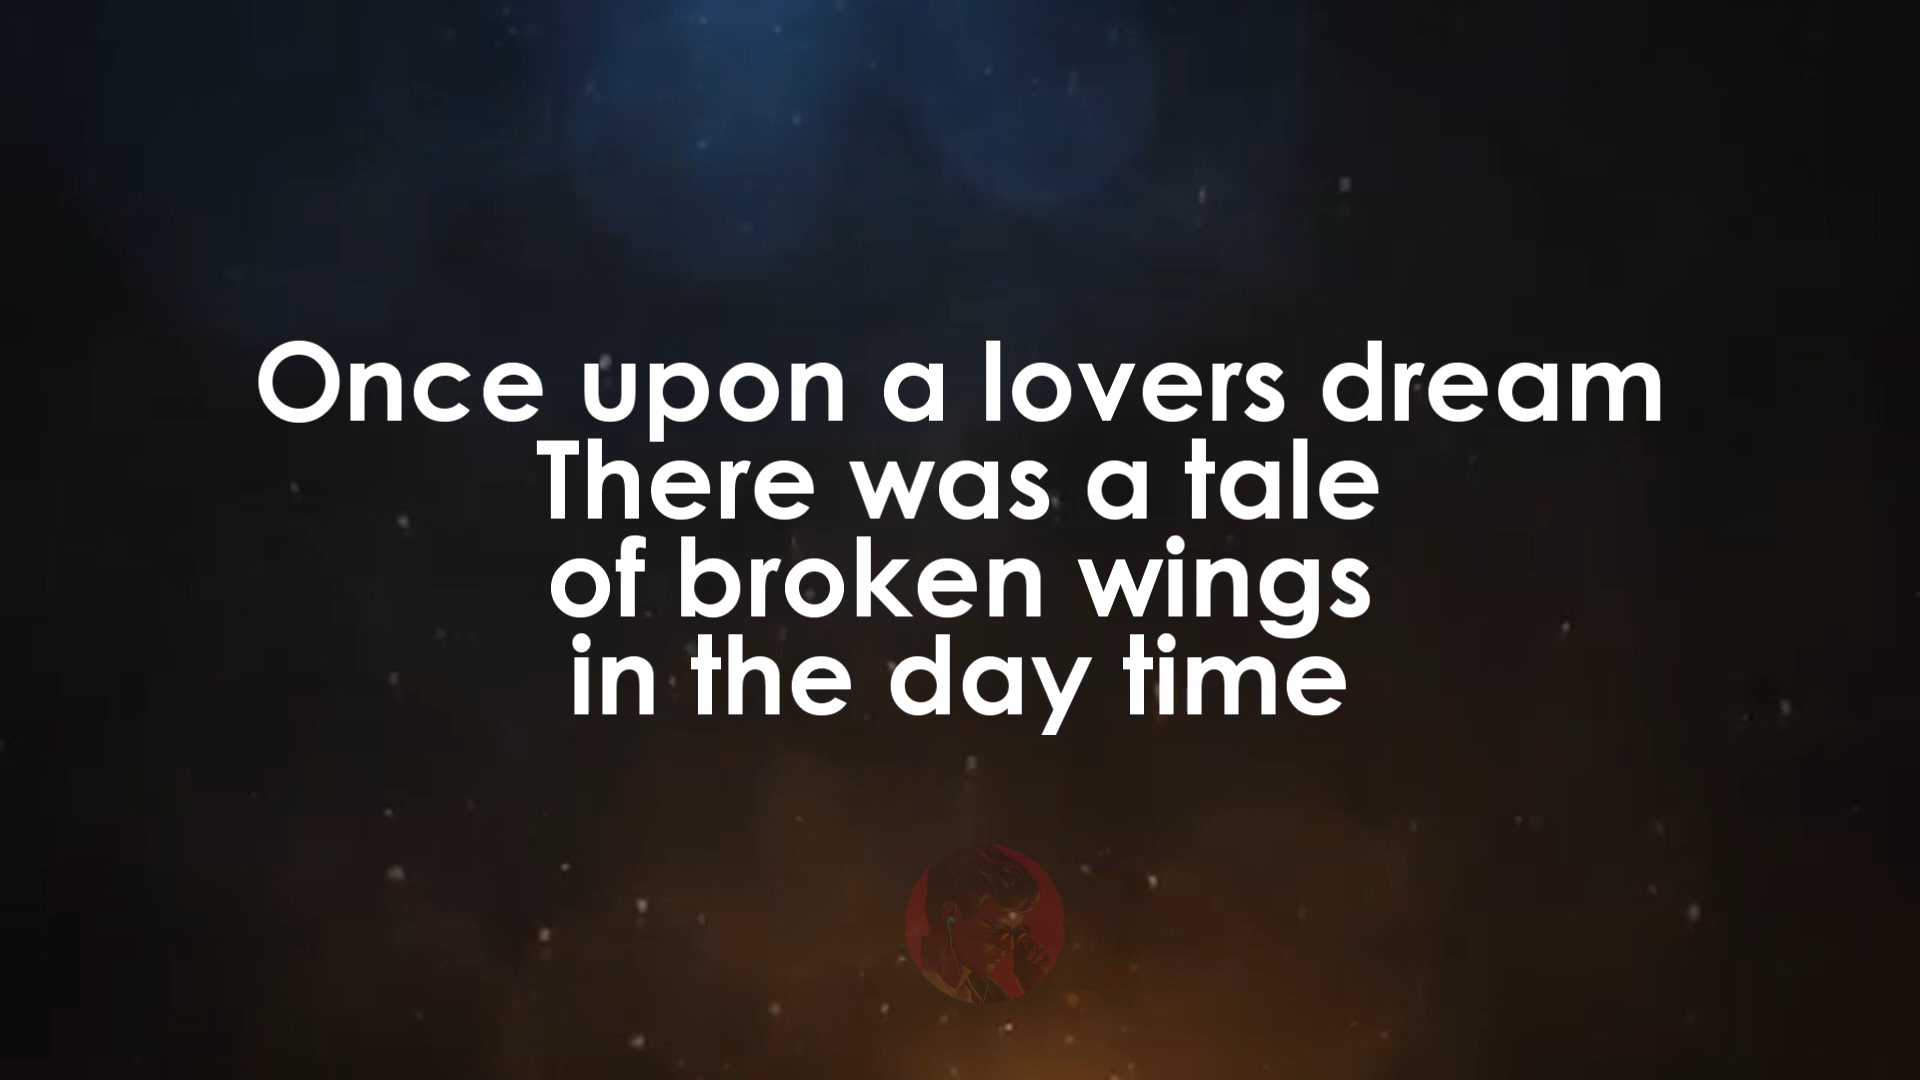 Once upon a lovers dream
There was a tale
of broken wings
in the day time